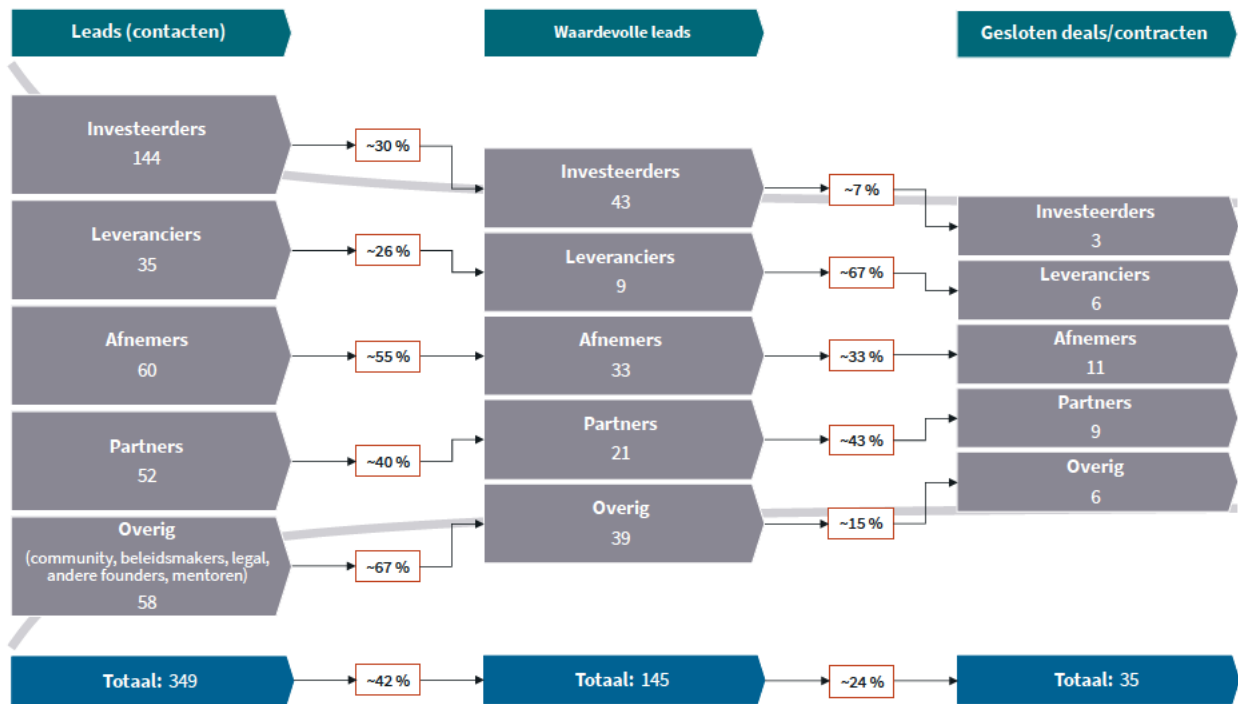 Leads (contacten)
Waardevolle leads
Gesloten deals/contracten
Investeerders
144
~30 %
Investeerders
43
~7 %
Investeerders
3
Leveranciers
35
~26 %
Leveranciers
9
~67 %
Leveranciers
6
Afnemers
60
~55 %
Afnemers
33
~33 %
Afnemers
11
Partners
52
~40 %
Partners
21
~43 %
Partners
9
Overig
(community, beleidsmakers, legal,
andere founders, mentoren)
58
~67 %
Overig
39
~15 %
Overig
6
Totaal: 349
~42 %
Totaal: 145
~24 %
Totaal: 35